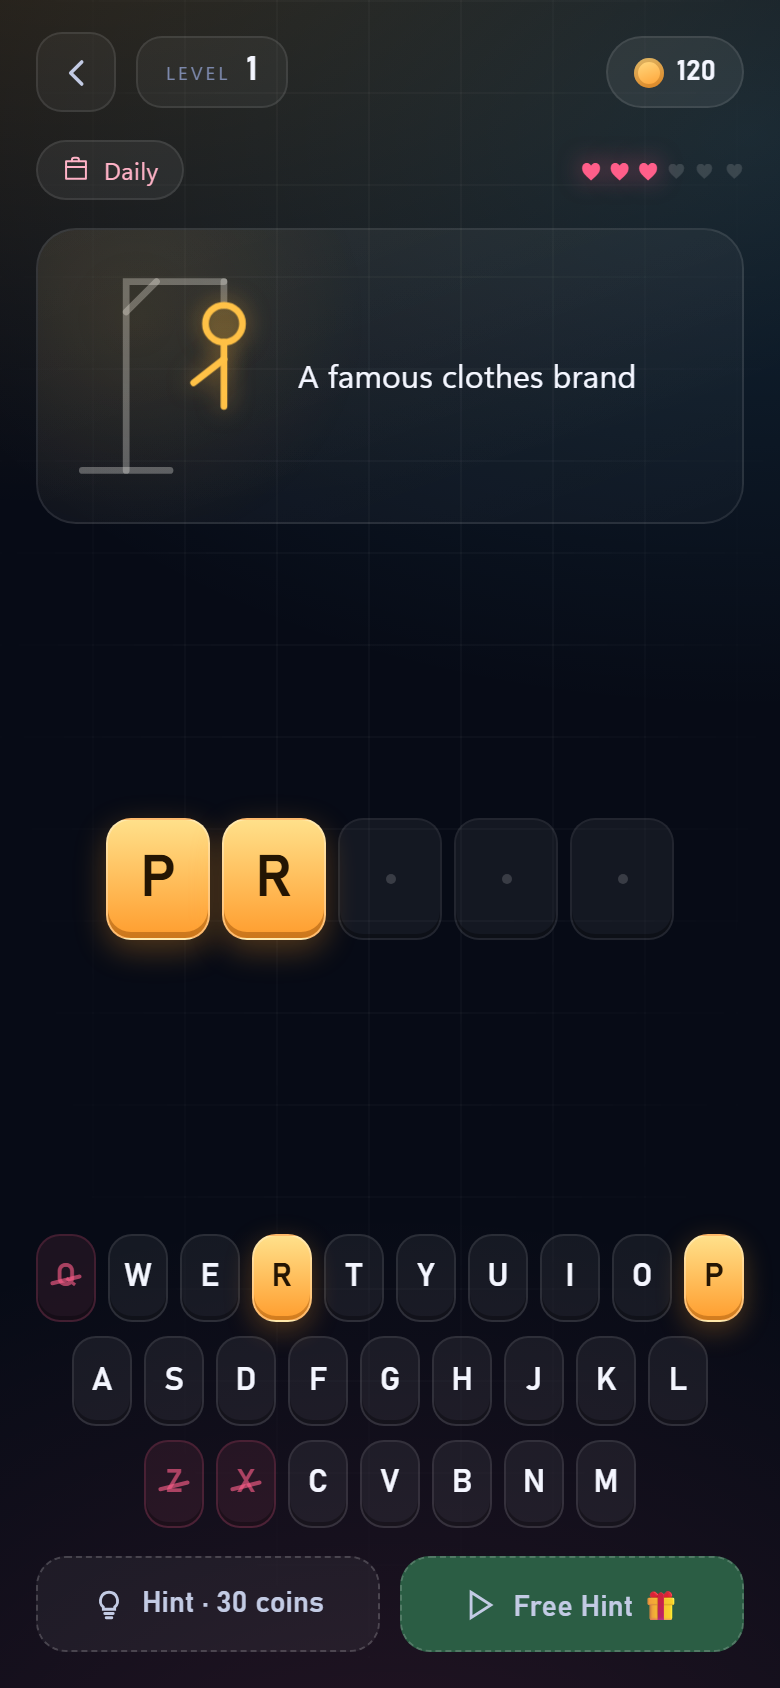 LEVEL 1
120
Daily
A famous clothes brand
P R
Q W E R T Y U I O P
A S D F G H J K L
Z X C V B N M
Hint · 30 coins
Free Hint